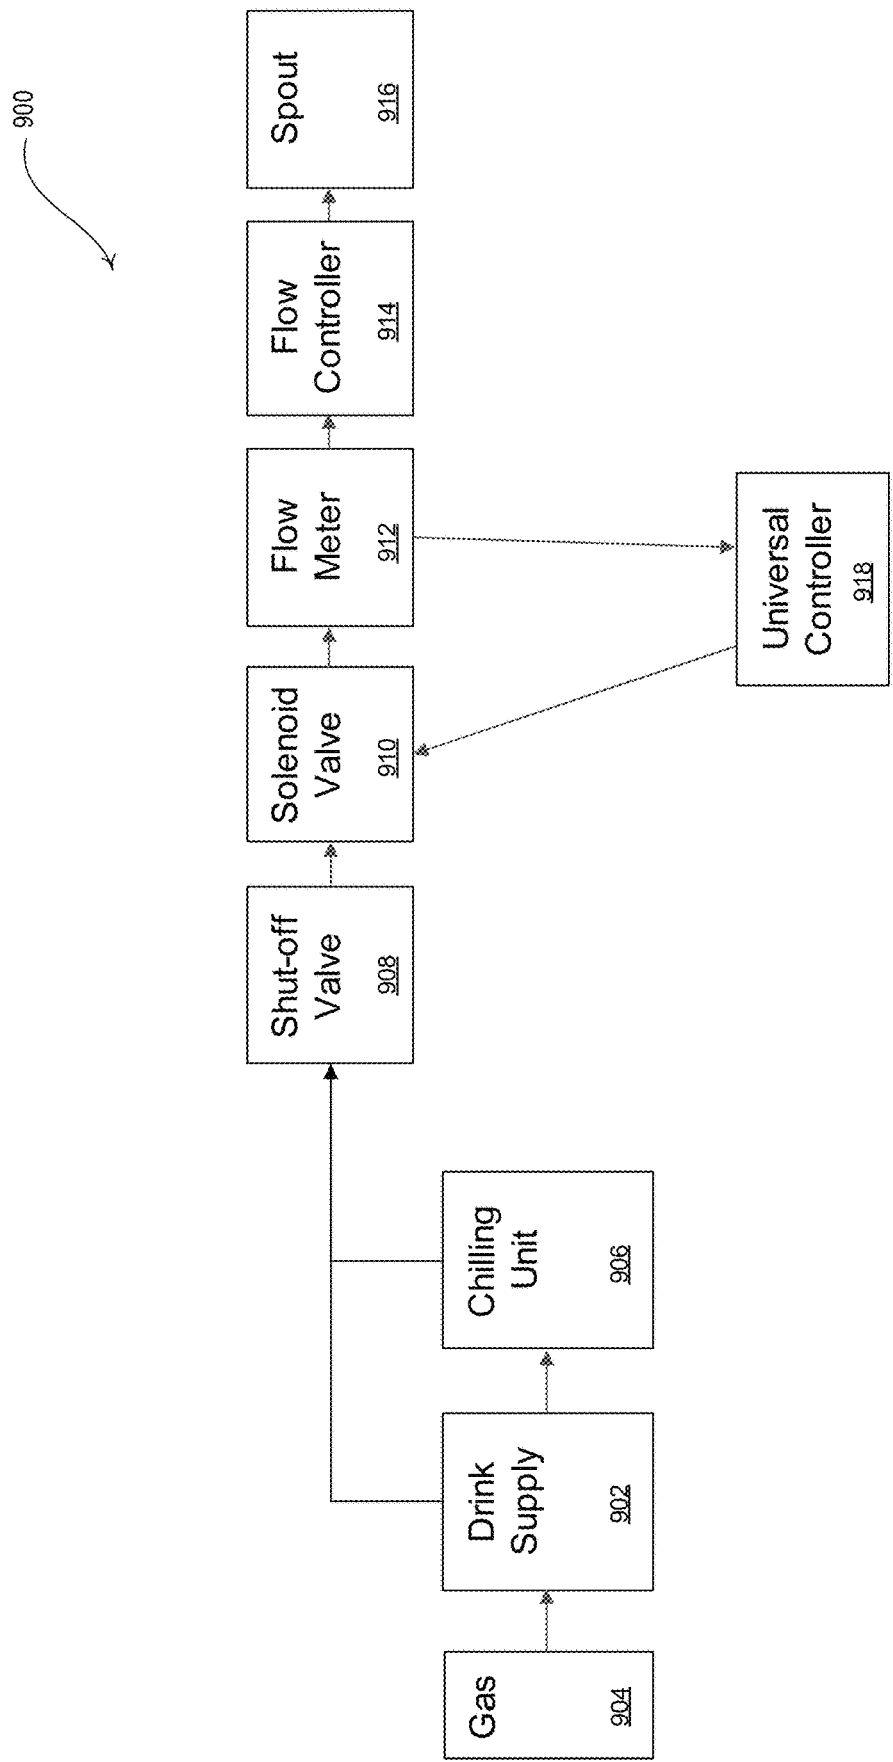 900
Spout
916
Flow
Controller
914
Flow
Meter
912
Solenoid
Valve
910
Shut-off
Valve
908
Universal
Controller
918
Chilling
Unit
906
Drink
Supply
902
Gas
904